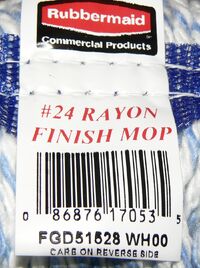 Rubbermaid
Commercial Products
#24 RAYON
FINISH MOP
0 86876 17053 5
FGD51528 WH00
CARE ON REVERSE SIDE